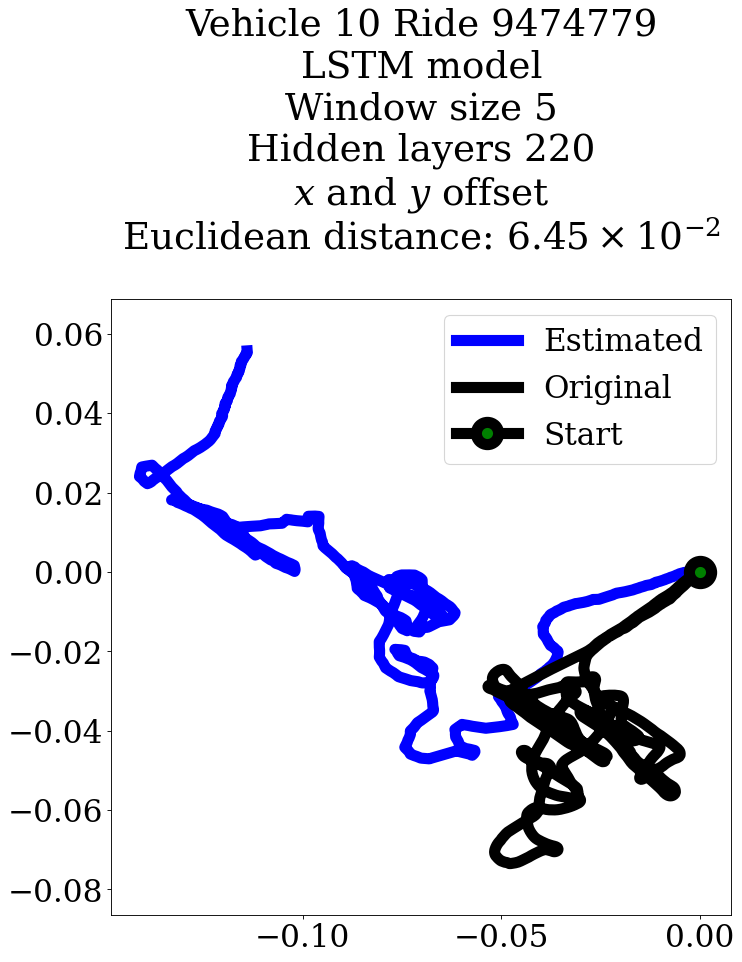 Vehicle 10 Ride 9474779
LSTM model
Window size 5
Hidden layers 220
x and y offset
Euclidean distance: 6.45 × 10⁻²
Estimated
Original
Start
0.06
0.04
0.02
0.00
−0.02
−0.04
−0.06
−0.08
−0.10 −0.05 0.00